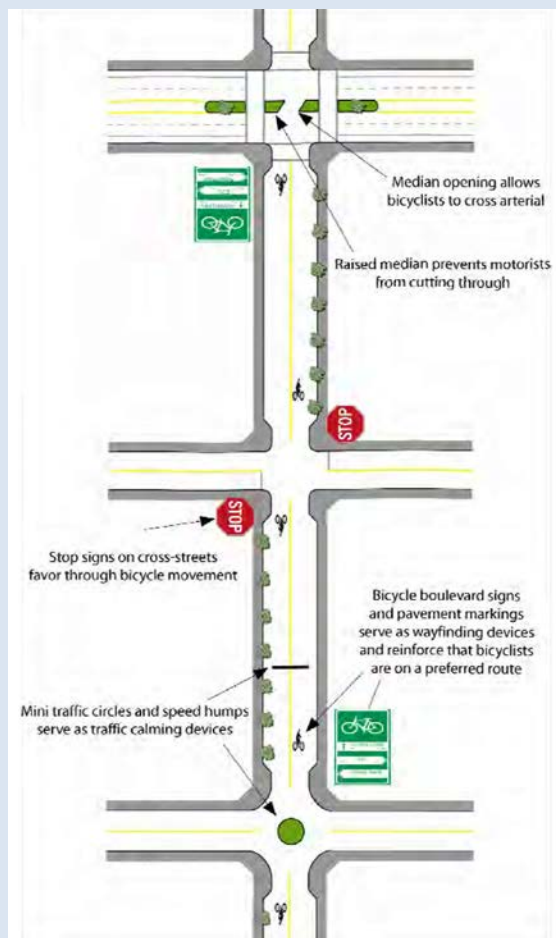 Median opening allows
bicyclists to cross arterial
Raised median prevents motorists
from cutting through
STOP
STOP
Stop signs on cross-streets
favor through bicycle movement
Bicycle boulevard signs
and pavement markings
serve as wayfinding devices
and reinforce that bicyclists
are on a preferred route
Mini traffic circles and speed humps
serve as traffic calming devices